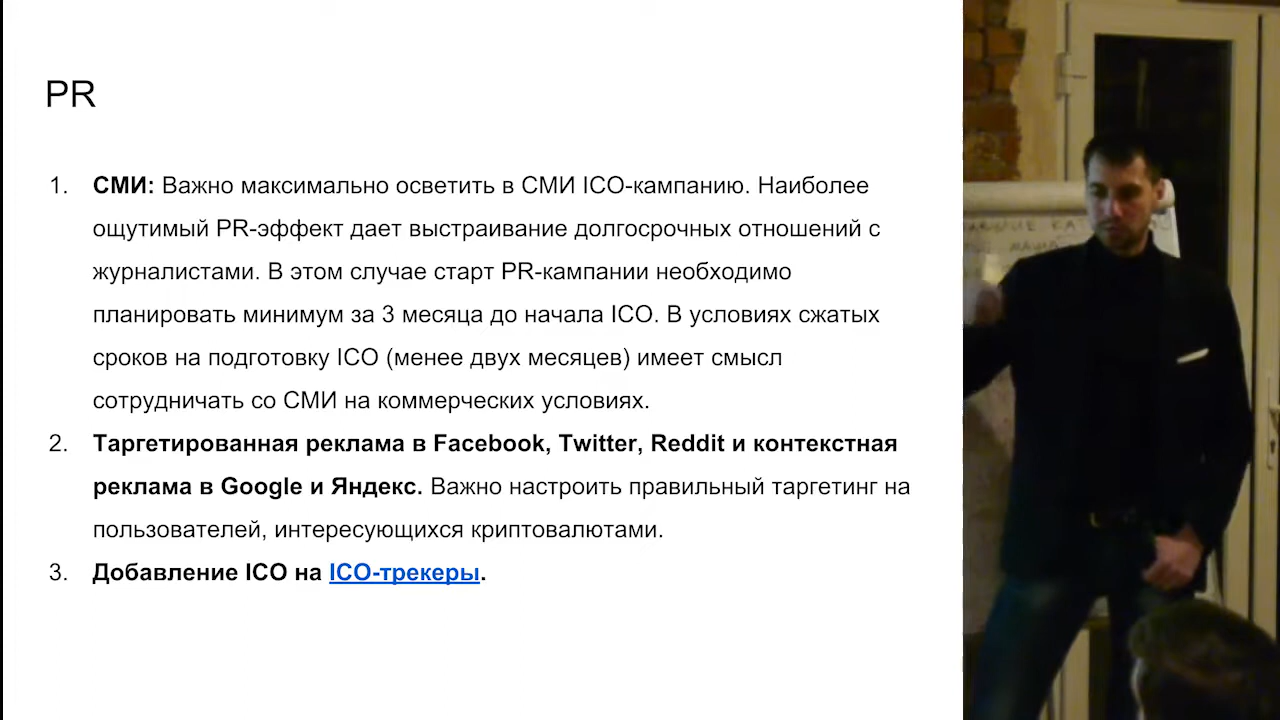 PR
1. СМИ: Важно максимально осветить в СМИ ICO-кампанию. Наиболее
ощутимый PR-эффект дает выстраивание долгосрочных отношений с
журналистами. В этом случае старт PR-кампании необходимо
планировать минимум за 3 месяца до начала ICO. В условиях сжатых
сроков на подготовку ICO (менее двух месяцев) имеет смысл
сотрудничать со СМИ на коммерческих условиях.
2. Таргетированная реклама в Facebook, Twitter, Reddit и контекстная
реклама в Google и Яндекс. Важно настроить правильный таргетинг на
пользователей, интересующихся криптовалютами.
3. Добавление ICO на ICO-трекеры.